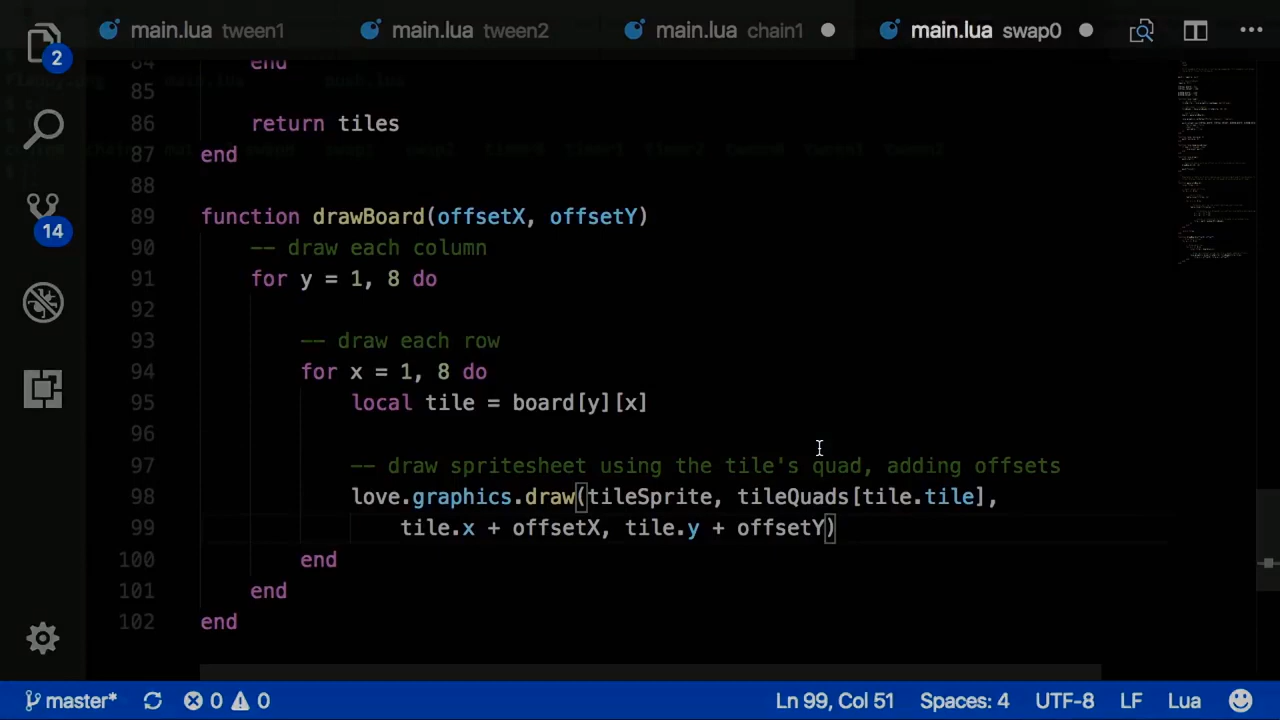 main.lua tween1 main.lua tween2 main.lua chain1 main.lua swap0
2
14
84 end
85
86 return tiles
87 end
88
89 function drawBoard(offsetX, offsetY)
90 -- draw each column
91 for y = 1, 8 do
92
93 -- draw each row
94 for x = 1, 8 do
95 local tile = board[y][x]
96
97 -- draw spritesheet using the tile's quad, adding offsets
98 love.graphics.draw(tileSprite, tileQuads[tile.tile],
99 tile.x + offsetX, tile.y + offsetY)
100 end
101 end
102 end
master* 0 0 Ln 99, Col 51 Spaces: 4 UTF-8 LF Lua